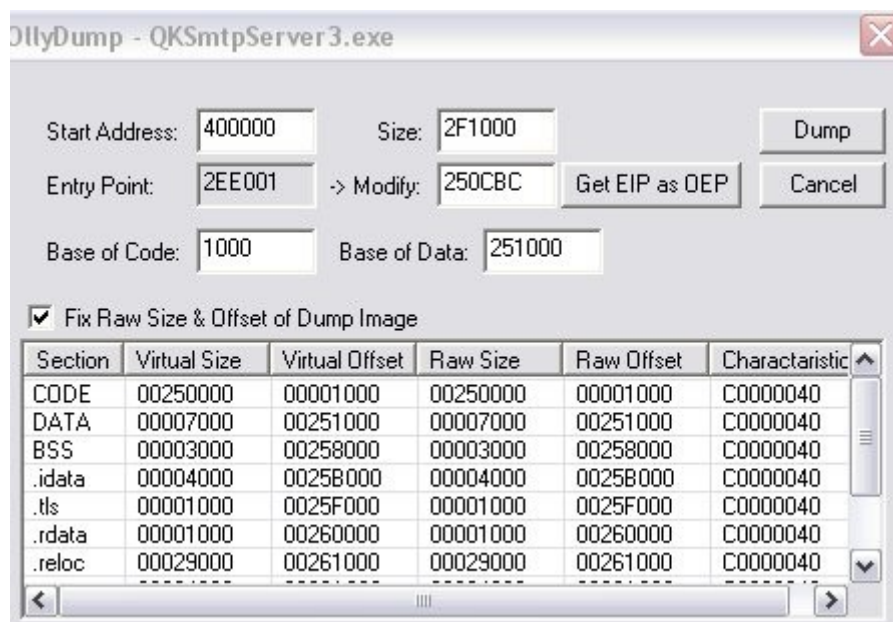 OllyDump - QKSmtpServer3.exe
Start Address: 400000 Size: 2F1000 Dump
Entry Point: 2EE001 -> Modify: 250CBC Get EIP as OEP Cancel
Base of Code: 1000 Base of Data: 251000
Fix Raw Size & Offset of Dump Image
Section Virtual Size Virtual Offset Raw Size Raw Offset Charactaristic
CODE 00250000 00001000 00250000 00001000 C0000040
DATA 00007000 00251000 00007000 00251000 C0000040
BSS 00003000 00258000 00003000 00258000 C0000040
.idata 00004000 0025B000 00004000 0025B000 C0000040
.tls 00001000 0025F000 00001000 0025F000 C0000040
.rdata 00001000 00260000 00001000 00260000 C0000040
.reloc 00029000 00261000 00029000 00261000 C0000040